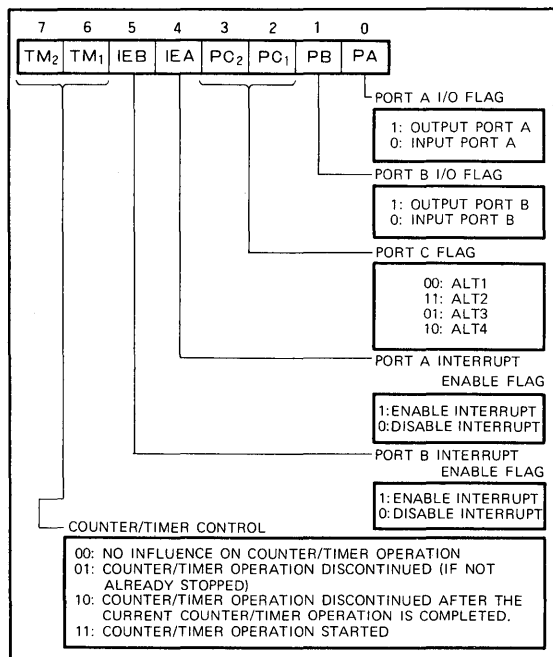 7 6 5 4 3 2 1 0
TM₂ TM₁ IEB IEA PC₂ PC₁ PB PA
PORT A I/O FLAG
1: OUTPUT PORT A
0: INPUT PORT A
PORT B I/O FLAG
1: OUTPUT PORT B
0: INPUT PORT B
PORT C FLAG
00: ALT1
11: ALT2
01: ALT3
10: ALT4
PORT A INTERRUPT
ENABLE FLAG
1:ENABLE INTERRUPT
0:DISABLE INTERRUPT
PORT B INTERRUPT
ENABLE FLAG
1:ENABLE INTERRUPT
0:DISABLE INTERRUPT
COUNTER/TIMER CONTROL
00: NO INFLUENCE ON COUNTER/TIMER OPERATION
01: COUNTER/TIMER OPERATION DISCONTINUED (IF NOT
ALREADY STOPPED)
10: COUNTER/TIMER OPERATION DISCONTINUED AFTER THE
CURRENT COUNTER/TIMER OPERATION IS COMPLETED.
11: COUNTER/TIMER OPERATION STARTED